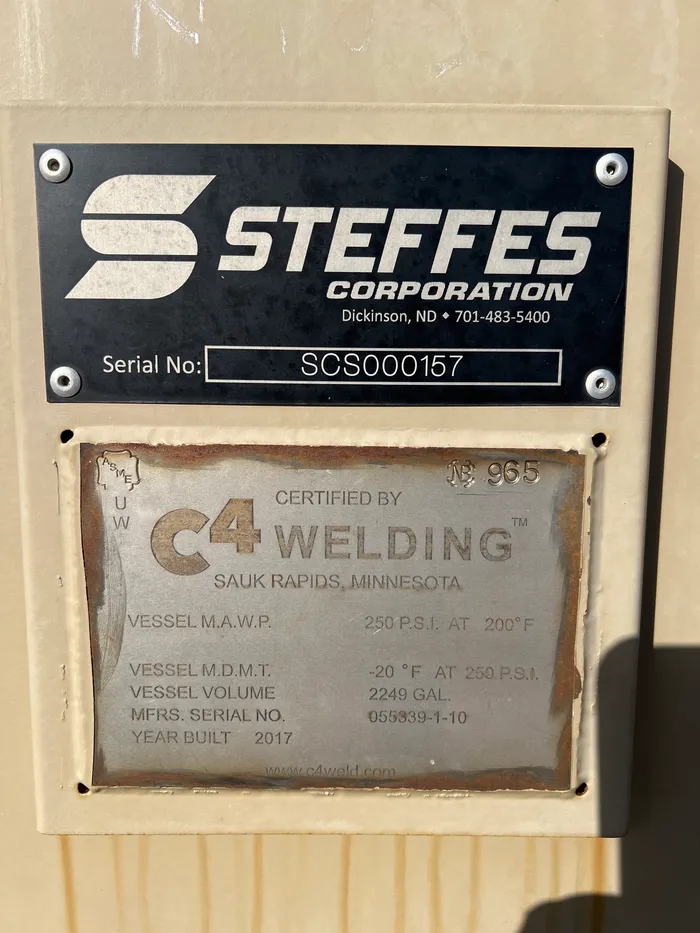 STEFFES
CORPORATION
Dickinson, ND • 701-483-5400
Serial No: SCS000157
ASME
NB 965
U
W
CERTIFIED BY
C4 WELDING™
SAUK RAPIDS, MINNESOTA
VESSEL M.A.W.P. 250 P.S.I. AT 200°F
VESSEL M.D.M.T. -20 °F AT 250 P.S.I.
VESSEL VOLUME 2249 GAL.
MFRS. SERIAL NO. 055339-1-10
YEAR BUILT 2017
www.c4weld.com